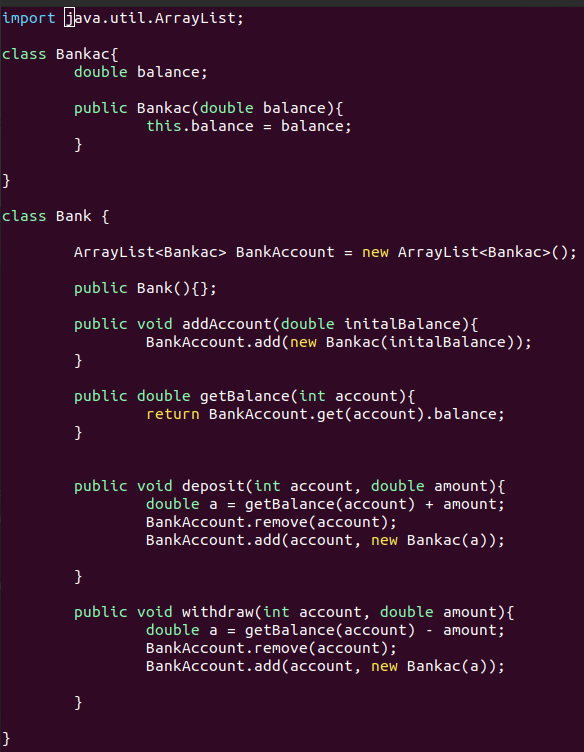 import java.util.ArrayList;
class Bankac{
double balance;
public Bankac(double balance){
this.balance = balance;
}
}
class Bank {
ArrayList<Bankac> BankAccount = new ArrayList<Bankac>();
public Bank(){};
public void addAccount(double initalBalance){
BankAccount.add(new Bankac(initalBalance));
}
public double getBalance(int account){
return BankAccount.get(account).balance;
}
public void deposit(int account, double amount){
double a = getBalance(account) + amount;
BankAccount.remove(account);
BankAccount.add(account, new Bankac(a));
}
public void withdraw(int account, double amount){
double a = getBalance(account) - amount;
BankAccount.remove(account);
BankAccount.add(account, new Bankac(a));
}
}